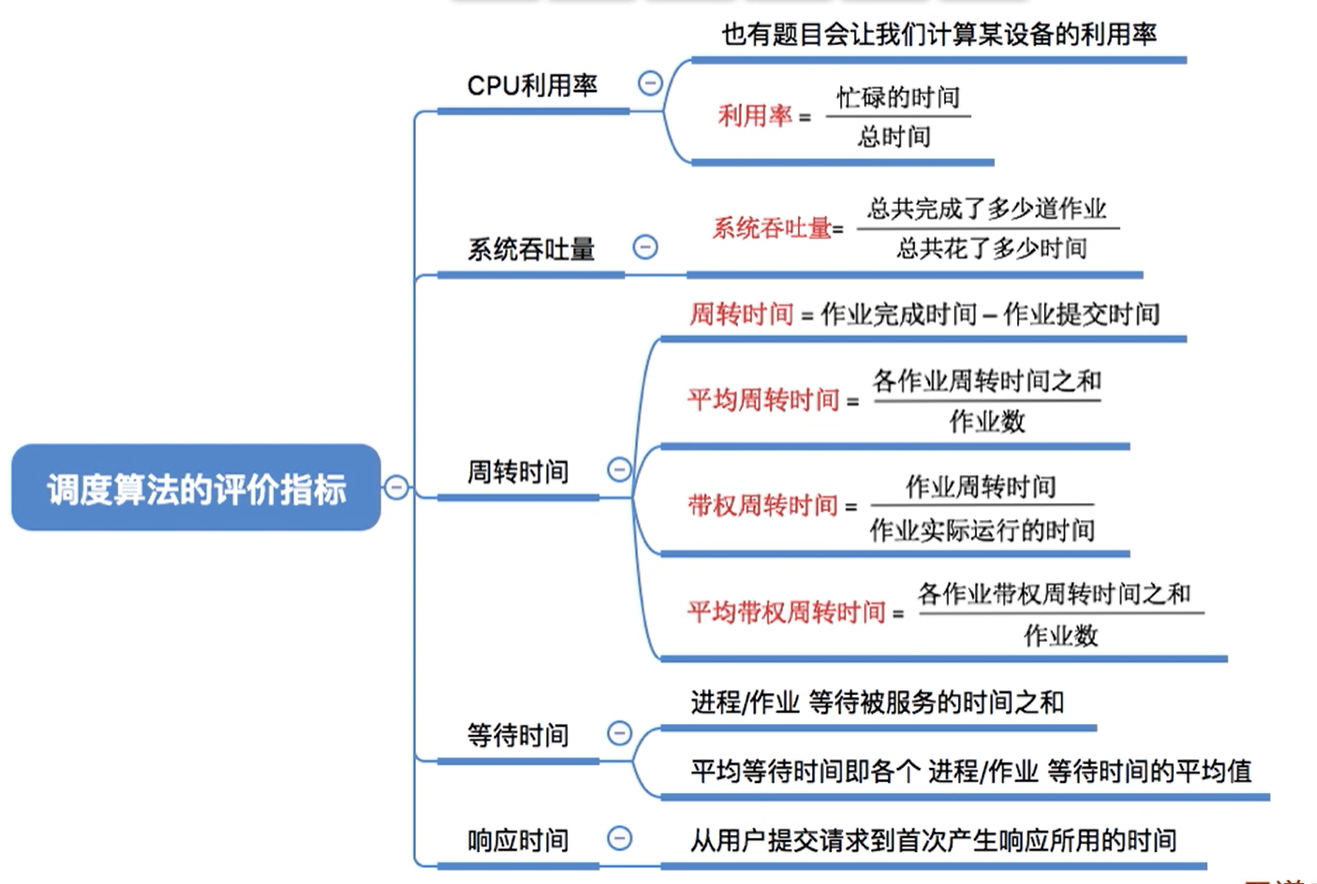 也有题目会让我们计算某设备的利用率
CPU利用率
利用率 = 忙碌的时间
总时间
系统吞吐量
系统吞吐量= 总共完成了多少道作业
总共花了多少时间
周转时间 = 作业完成时间 – 作业提交时间
平均周转时间 = 各作业周转时间之和
作业数
周转时间
调度算法的评价指标
带权周转时间 = 作业周转时间
作业实际运行的时间
平均带权周转时间 = 各作业带权周转时间之和
作业数
进程/作业 等待被服务的时间之和
等待时间
平均等待时间即各个 进程/作业 等待时间的平均值
响应时间
从用户提交请求到首次产生响应所用的时间